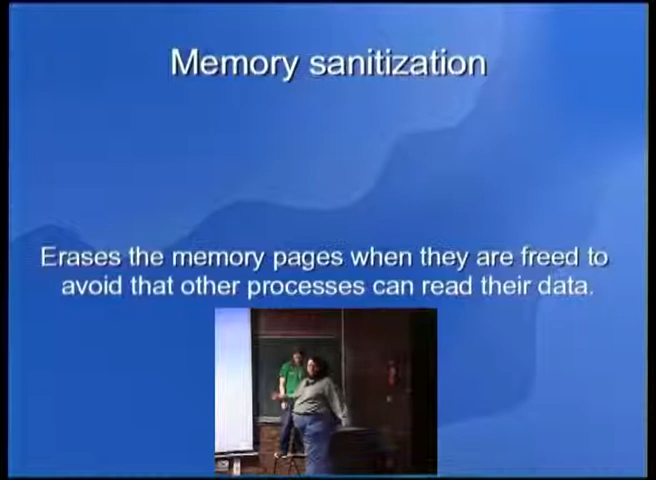 Memory sanitization
Erases the memory pages when they are freed to
avoid that other processes can read their data.